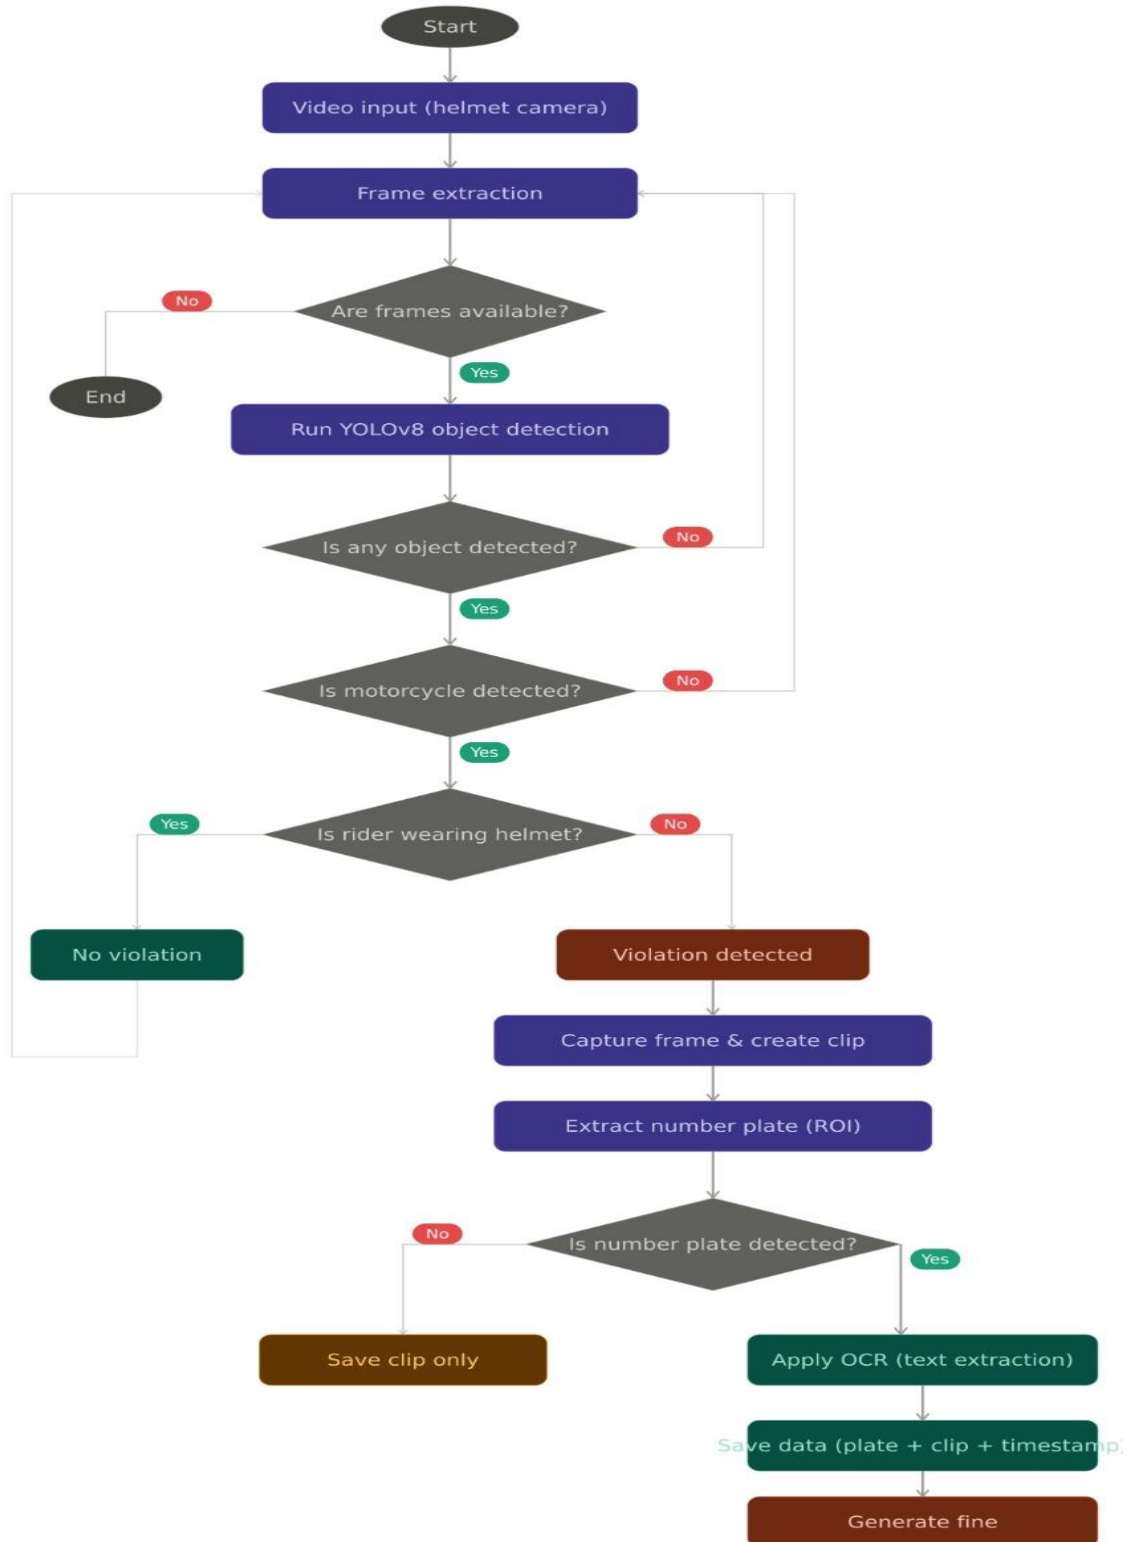 Start
Video input (helmet camera)
Frame extraction
No
Are frames available?
Yes
End
Run YOLOv8 object detection
Is any object detected?
No
Yes
Is motorcycle detected?
No
Yes
Yes
Is rider wearing helmet?
No
No violation
Violation detected
Capture frame & create clip
Extract number plate (ROI)
No
Is number plate detected?
Yes
Save clip only
Apply OCR (text extraction)
Save data (plate + clip + timestamp)
Generate fine